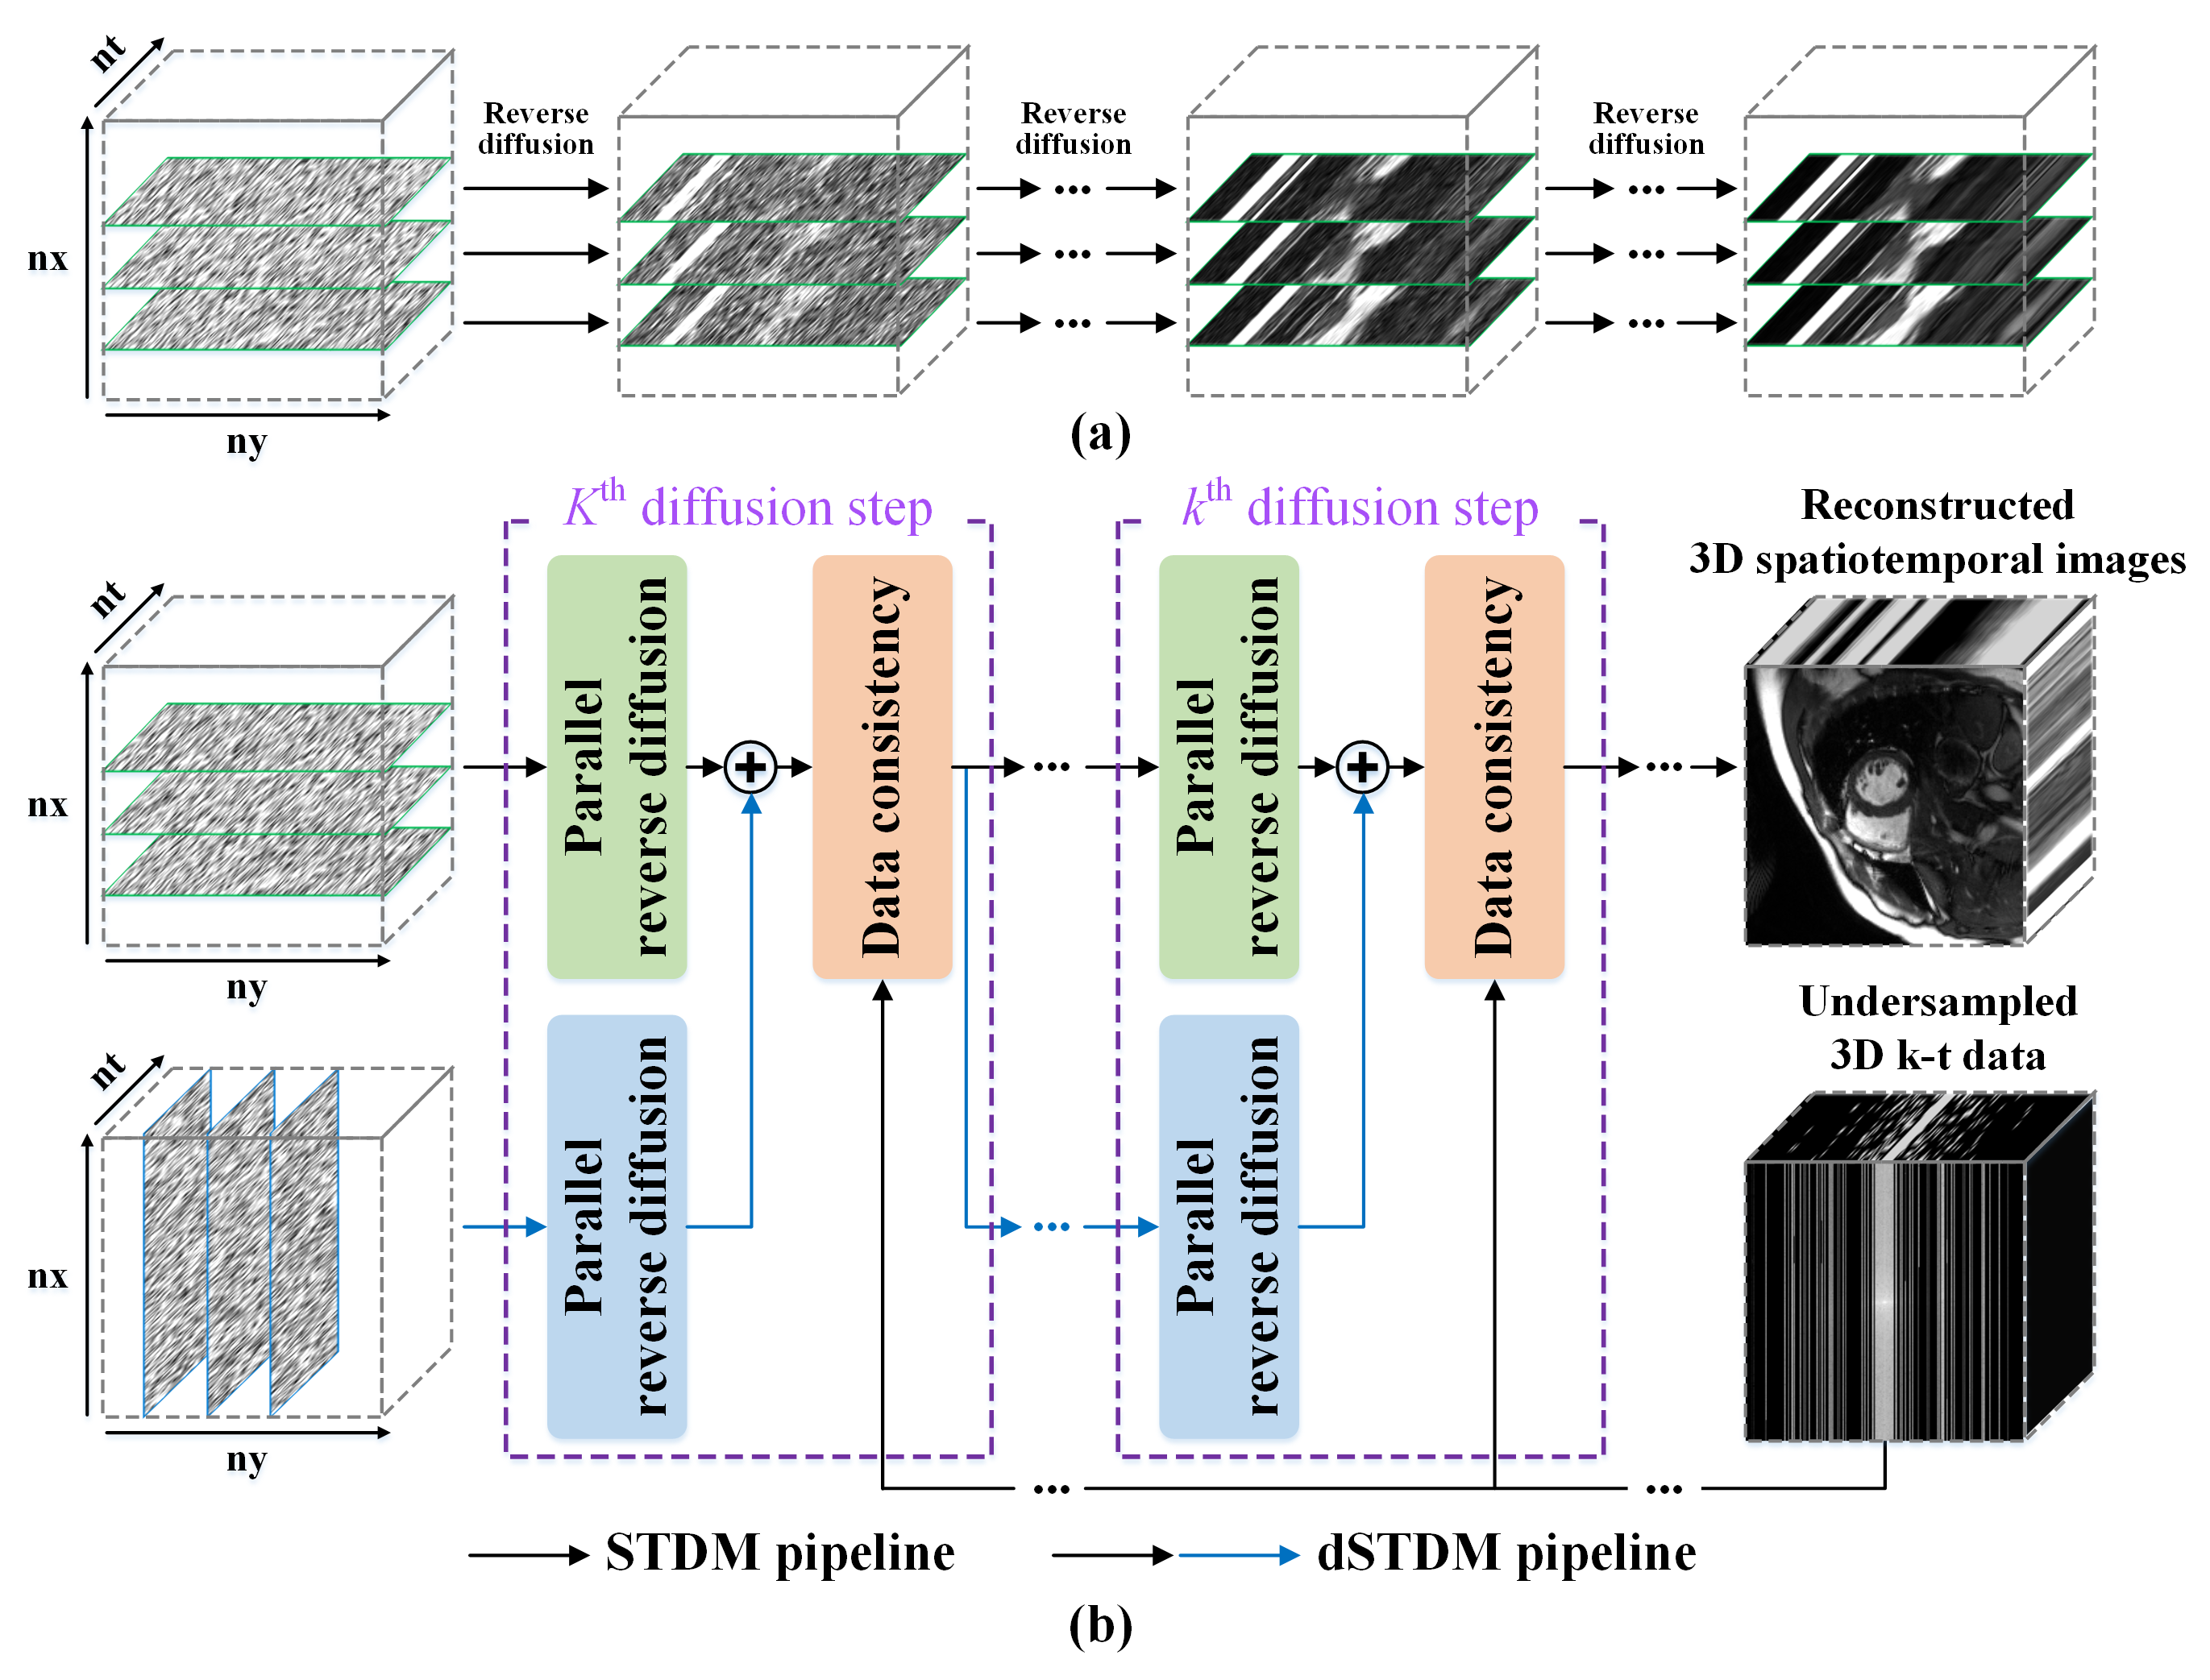 nt
nx
ny
Reverse
diffusion
Reverse
diffusion
...
Reverse
diffusion
...
...
...
...
...
(a)
nt
nx
ny
nt
nx
ny
Kth diffusion step
Parallel
reverse diffusion
+
Data consistency
Parallel
reverse diffusion
...
...
kth diffusion step
Parallel
reverse diffusion
+
Data consistency
Parallel
reverse diffusion
...
Reconstructed
3D spatiotemporal images
Undersampled
3D k-t data
...
...
STDM pipeline
dSTDM pipeline
(b)